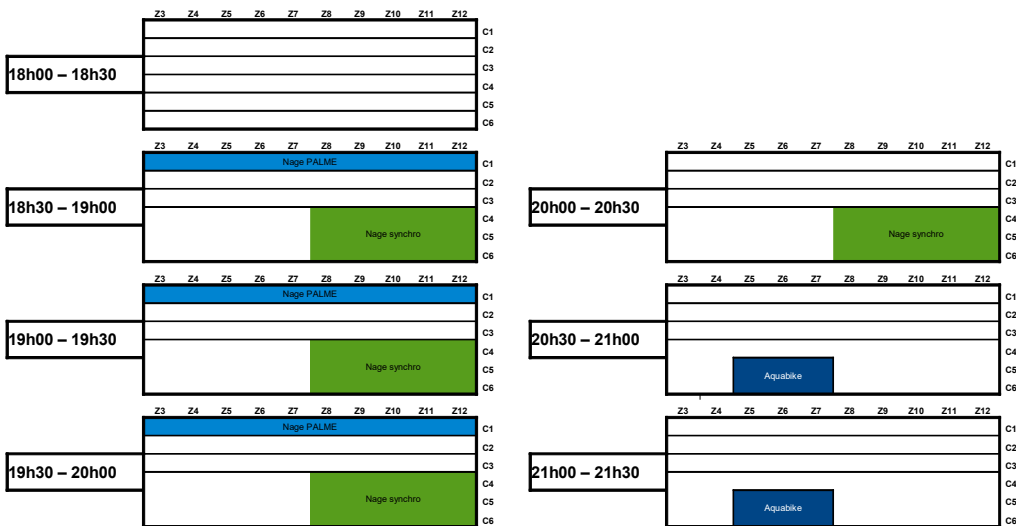 Z3 Z4 Z5 Z6 Z7 Z8 Z9 Z10 Z11 Z12
C1
C2
18h00 – 18h30
C3
C4
C5
C6
Z3 Z4 Z5 Z6 Z7 Z8 Z9 Z10 Z11 Z12
Nage PALME
C1
C2
18h30 – 19h00
C3
C4
Nage synchro
C5
C6
Z3 Z4 Z5 Z6 Z7 Z8 Z9 Z10 Z11 Z12
Nage PALME
C1
C2
19h00 – 19h30
C3
C4
Nage synchro
C5
C6
Z3 Z4 Z5 Z6 Z7 Z8 Z9 Z10 Z11 Z12
Nage PALME
C1
C2
19h30 – 20h00
C3
C4
Nage synchro
C5
C6
Z3 Z4 Z5 Z6 Z7 Z8 Z9 Z10 Z11 Z12
C1
C2
20h00 – 20h30
C3
C4
Nage synchro
C5
C6
Z3 Z4 Z5 Z6 Z7 Z8 Z9 Z10 Z11 Z12
C1
C2
20h30 – 21h00
C3
C4
Aquabike
C5
C6
Z3 Z4 Z5 Z6 Z7 Z8 Z9 Z10 Z11 Z12
C1
C2
21h00 – 21h30
C3
C4
Aquabike
C5
C6